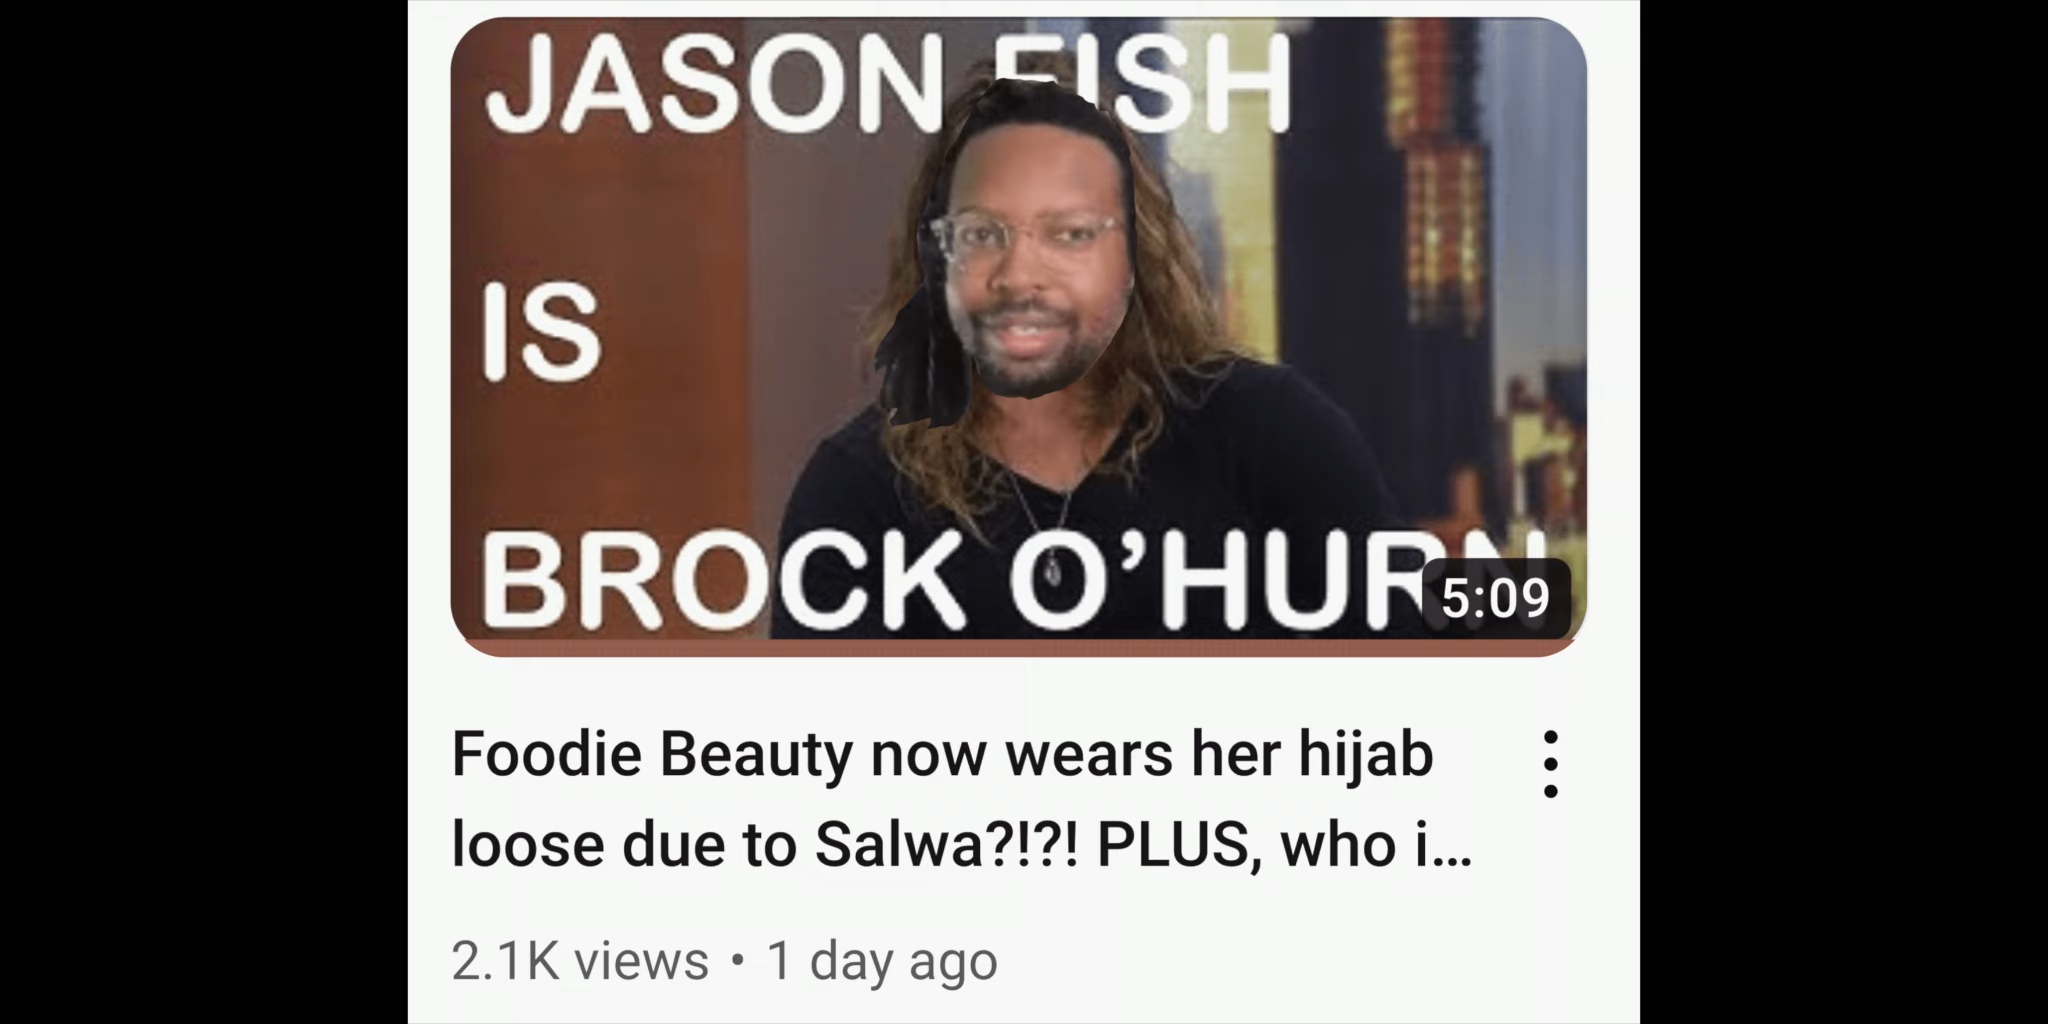 JASON FISH
IS
BROCK O'HURN
5:09
Foodie Beauty now wears her hijab
loose due to Salwa?!?! PLUS, who i...
2.1K views • 1 day ago